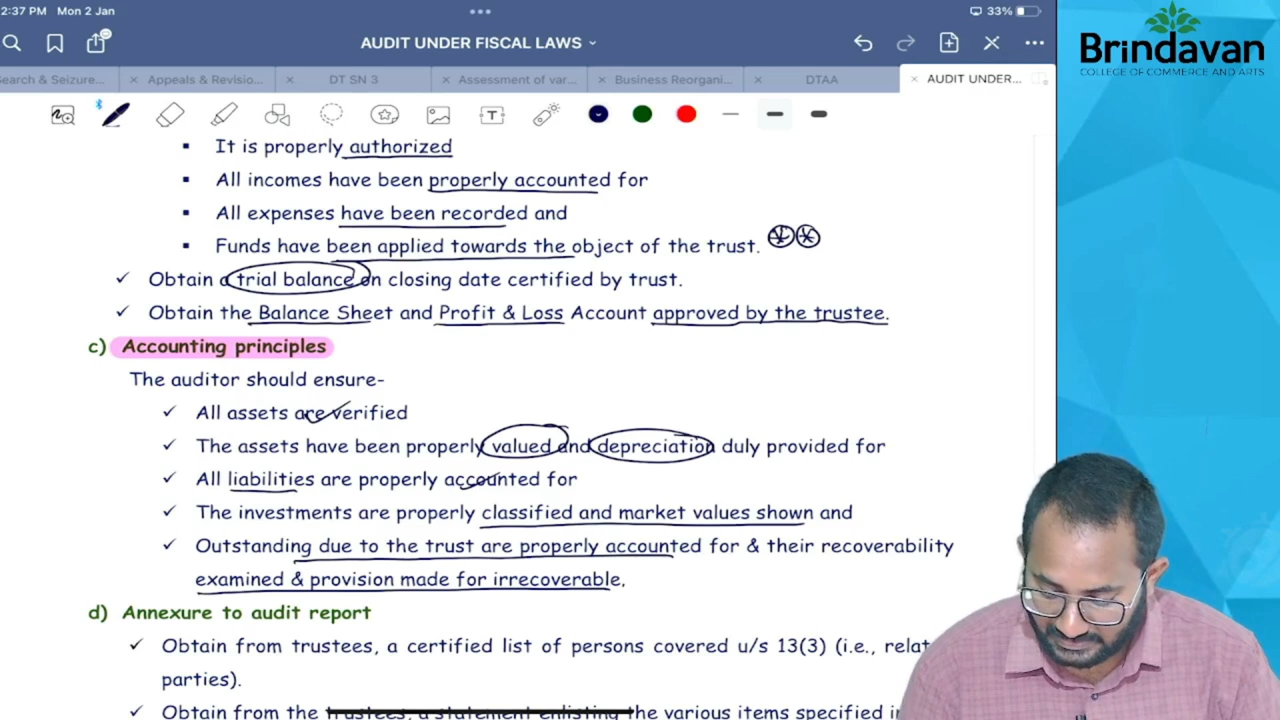 2:37 PM Mon 2 Jan
33%
AUDIT UNDER FISCAL LAWS
Brindavan
COLLEGE OF COMMERCE AND ARTS
earch & Seizure...
Appeals & Revisio...
DT SN 3
Assessment of var...
Business Reorgani...
DTAA
AUDIT UNDER...
It is properly authorized
All incomes have been properly accounted for
All expenses have been recorded and
Funds have been applied towards the object of the trust.
Obtain a trial balance on closing date certified by trust.
Obtain the Balance Sheet and Profit & Loss Account approved by the trustee.
c) Accounting principles
The auditor should ensure-
All assets are verified
The assets have been properly valued and depreciation duly provided for
All liabilities are properly accounted for
The investments are properly classified and market values shown and
Outstanding due to the trust are properly accounted for & their recoverability
examined & provision made for irrecoverable.
d) Annexure to audit report
Obtain from trustees, a certified list of persons covered u/s 13(3) (i.e., relat
parties).
Obtain from the trustees, a statement enlisting the various items specified in